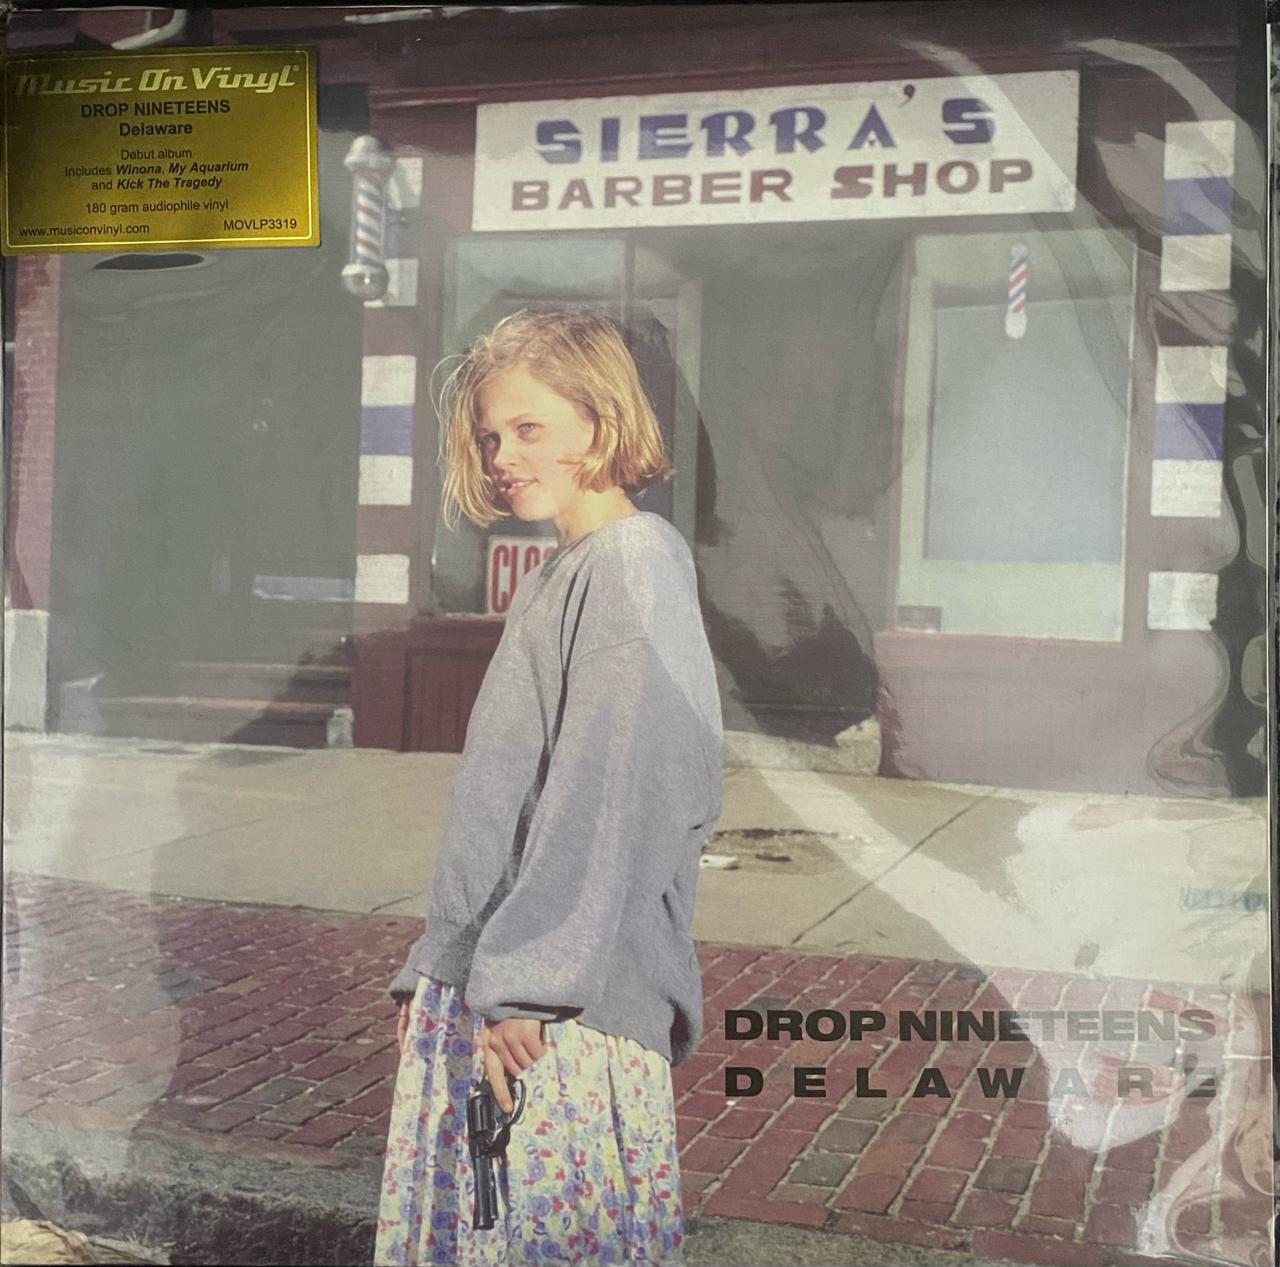 Music On Vinyl
DROP NINETEENS
Delaware
Debut album
Includes Winona, My Aquarium
and Kick The Tragedy
180 gram audiophile vinyl
www.musiconvinyl.com MOVLP3319
SIERRA'S
BARBER SHOP
CLOS
DROP NINETEENS
DELAWARE